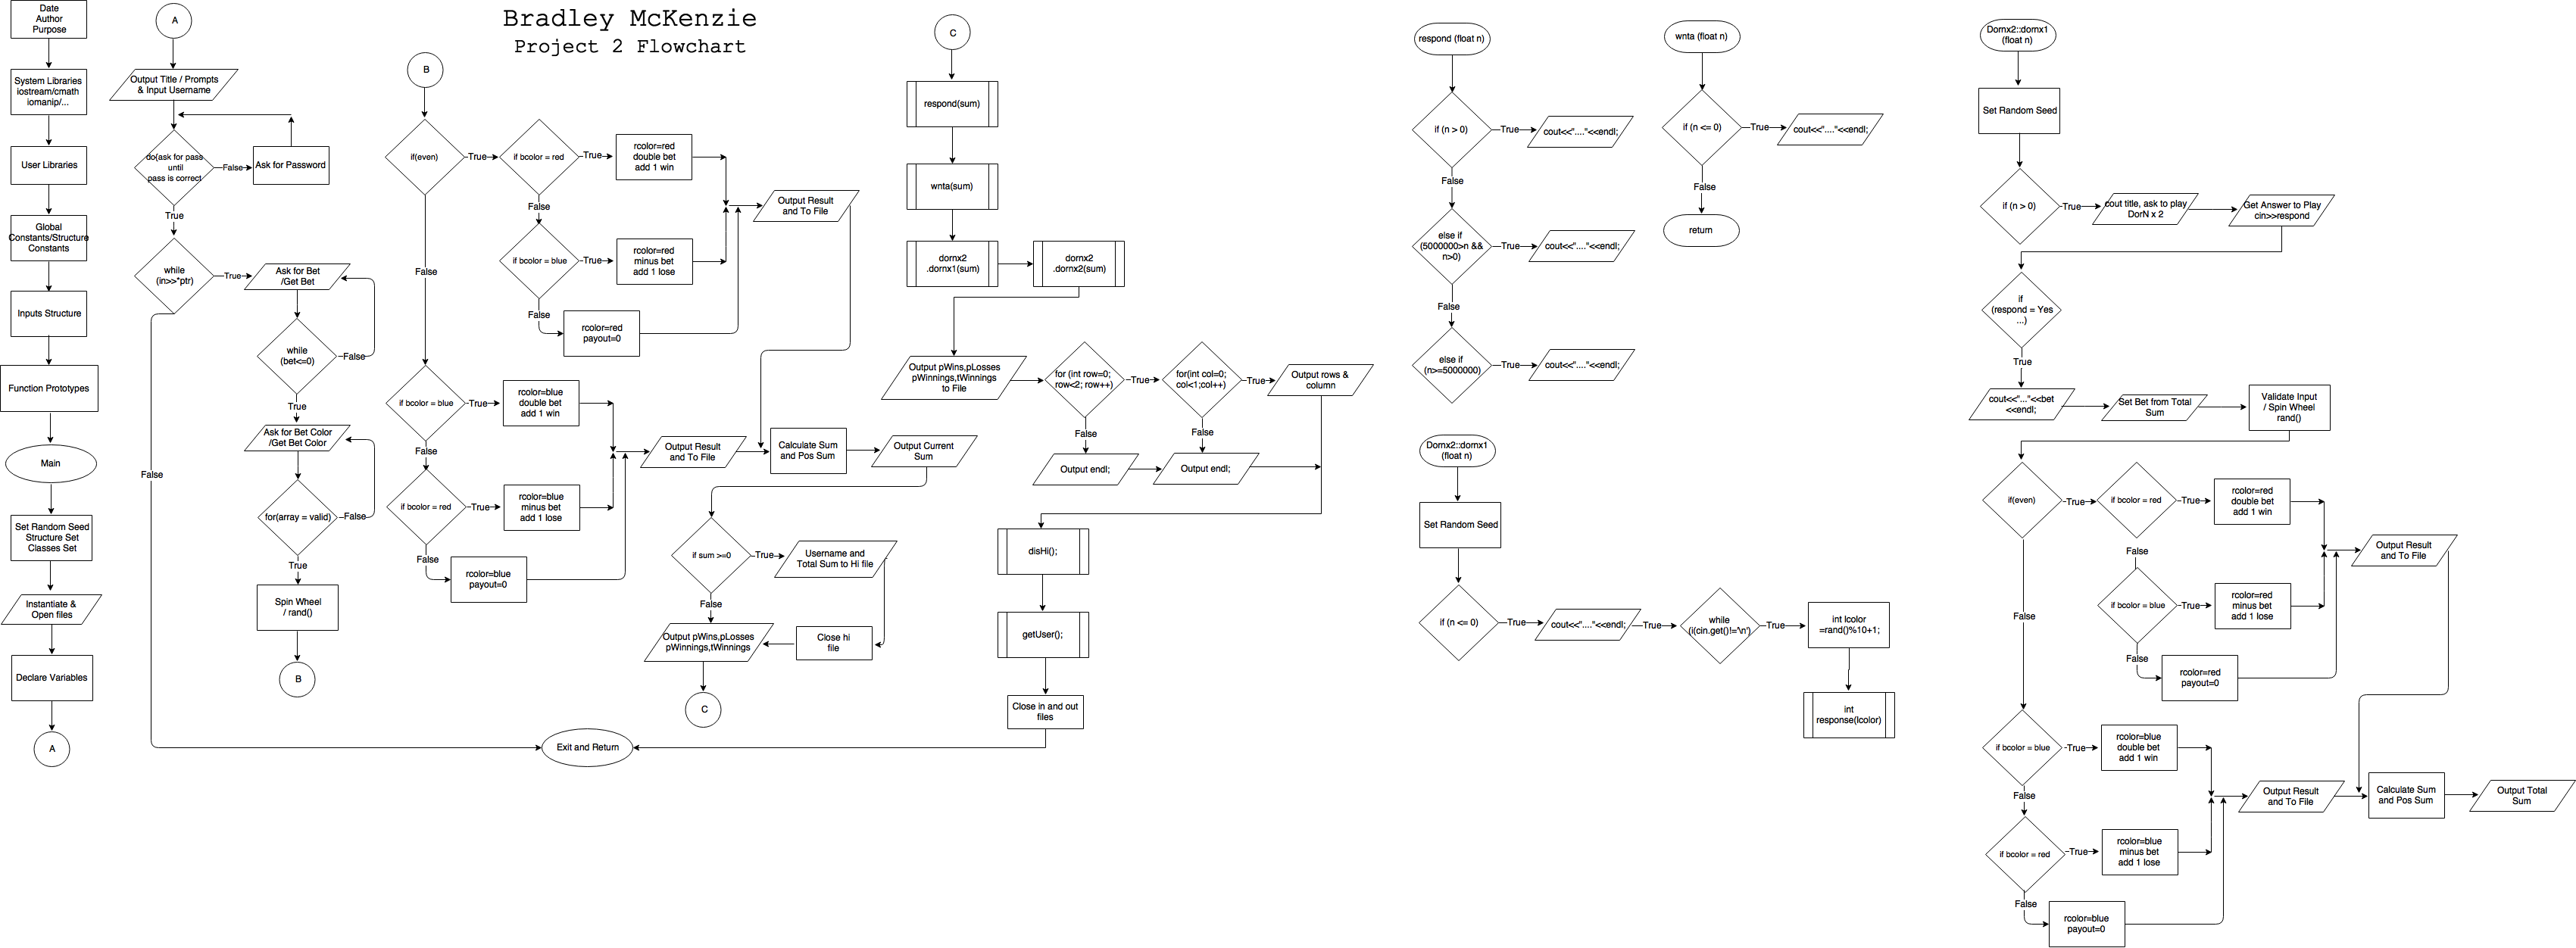 Bradley McKenzie
Project 2 Flowchart
Date
Author
Purpose
System Libraries
iostream/cmath
iomanip/...
User Libraries
Global
Constants/Structure
Constants
Inputs Structure
Function Prototypes
Main
Set Random Seed
Structure Set
Classes Set
Instantiate &
Open files
Declare Variables
A
A
Output Title / Prompts
& Input Username
do{ask for pass
until
pass is correct
False
Ask for Password
True
while
(in>>*ptr)
True
Ask for Bet
/Get Bet
while
(bet<=0)
False
True
Ask for Bet Color
/Get Bet Color
for(array = valid)
False
True
Spin Wheel
/ rand()
B
False
B
if(even)
True
if bcolor = red
True
rcolor=red
double bet
add 1 win
False
if bcolor = blue
True
rcolor=red
minus bet
add 1 lose
False
rcolor=red
payout=0
Output Result
and To File
False
if bcolor = blue
True
rcolor=blue
double bet
add 1 win
False
if bcolor = red
True
rcolor=blue
minus bet
add 1 lose
False
rcolor=blue
payout=0
Output Result
and To File
Calculate Sum
and Pos Sum
Output Current
Sum
if sum >=0
True
Username and
Total Sum to Hi file
False
Output pWins,pLosses
pWinnings,tWinnings
Close hi
file
C
Exit and Return
C
respond(sum)
wnta(sum)
dornx2
.dornx1(sum)
dornx2
.dornx2(sum)
Output pWins,pLosses
pWinnings,tWinnings
to File
for (int row=0;
row<2; row++)
True
for(int col=0;
col<1;col++)
True
Output rows &
column
False
False
Output endl;
Output endl;
disHi();
getUser();
Close in and out
files
respond (float n)
if (n > 0)
True
cout<<"...."<<endl;
False
else if
(5000000>n &&
n>0)
True
cout<<"...."<<endl;
False
else if
(n>=5000000)
True
cout<<"...."<<endl;
wnta (float n)
if (n <= 0)
True
cout<<"...."<<endl;
False
return
Dornx2::dornx1
(float n)
Set Random Seed
if (n <= 0)
True
cout<<"...."<<endl;
True
while
(i(cin.get()!='\n')
True
int lcolor
=rand()%10+1;
int
response(lcolor)
Dornx2::dornx1
(float n)
Set Random Seed
if (n > 0)
True
cout title, ask to play
DorN x 2
Get Answer to Play
cin>>respond
if
(respond = Yes
...)
True
cout<<"..."<<bet
<<endl;
Set Bet from Total
Sum
Validate Input
/ Spin Wheel
rand()
if(even)
True
if bcolor = red
True
rcolor=red
double bet
add 1 win
False
if bcolor = blue
True
rcolor=red
minus bet
add 1 lose
False
rcolor=red
payout=0
Output Result
and To File
False
if bcolor = blue
True
rcolor=blue
double bet
add 1 win
False
if bcolor = red
True
rcolor=blue
minus bet
add 1 lose
False
rcolor=blue
payout=0
Output Result
and To File
Calculate Sum
and Pos Sum
Output Total
Sum